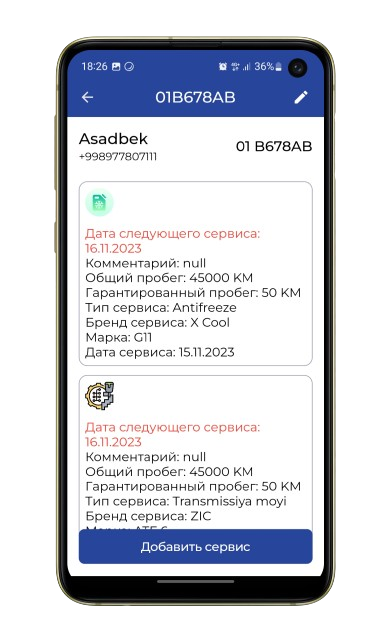 18:26 36%
01B678AB
Asadbek
01 B678AB
+998977807111
Дата следующего сервиса:
16.11.2023
Комментарий: null
Общий пробег: 45000 KM
Гарантированный пробег: 50 KM
Тип сервиса: Antifreeze
Бренд сервиса: X Cool
Марка: G11
Дата сервиса: 15.11.2023
Дата следующего сервиса:
16.11.2023
Комментарий: null
Общий пробег: 45000 KM
Гарантированный пробег: 50 KM
Тип сервиса: Transmissiya moyi
Бренд сервиса: ZIC
Добавить сервис